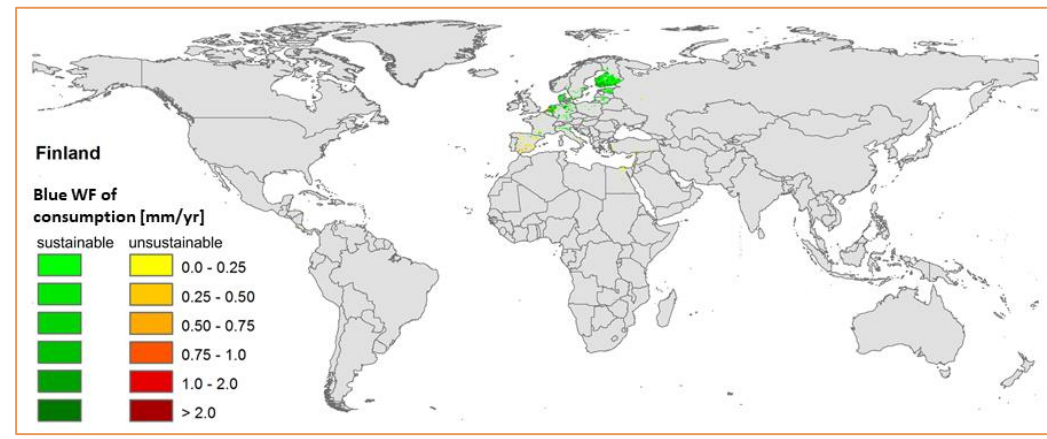 Finland
Blue WF of
consumption [mm/yr]
sustainable unsustainable
0.0 - 0.25
0.25 - 0.50
0.50 - 0.75
0.75 - 1.0
1.0 - 2.0
> 2.0